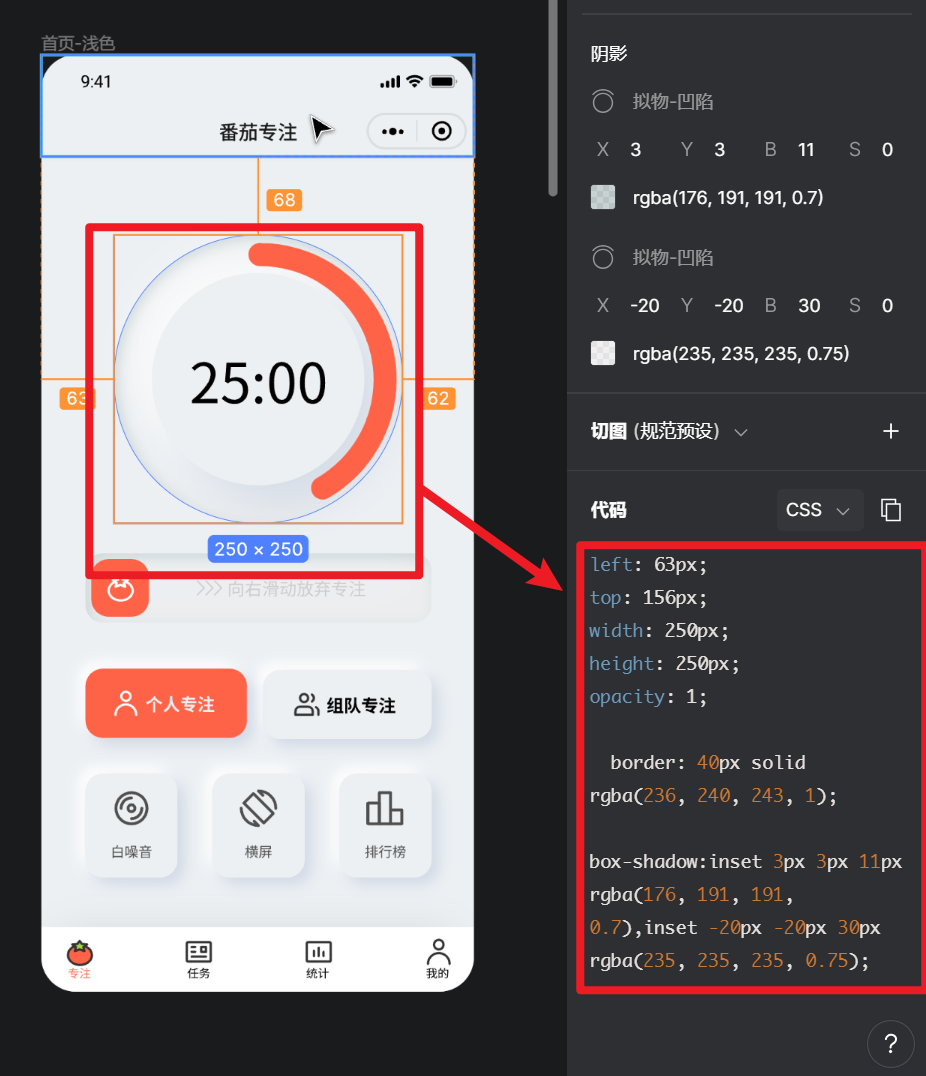 首页-浅色
9:41
番茄专注
68
25:00
63
62
250 × 250
>>> 向右滑动放弃专注
个人专注
组队专注
白噪音
横屏
排行榜
专注
任务
统计
我的
阴影
拟物-凹陷
X 3 Y 3 B 11 S 0
rgba(176, 191, 191, 0.7)
拟物-凹陷
X -20 Y -20 B 30 S 0
rgba(235, 235, 235, 0.75)
切图 (规范预设)
代码
CSS
left: 63px;
top: 156px;
width: 250px;
height: 250px;
opacity: 1;
border: 40px solid
rgba(236, 240, 243, 1);
box-shadow:inset 3px 3px 11px
rgba(176, 191, 191,
0.7),inset -20px -20px 30px
rgba(235, 235, 235, 0.75);
?